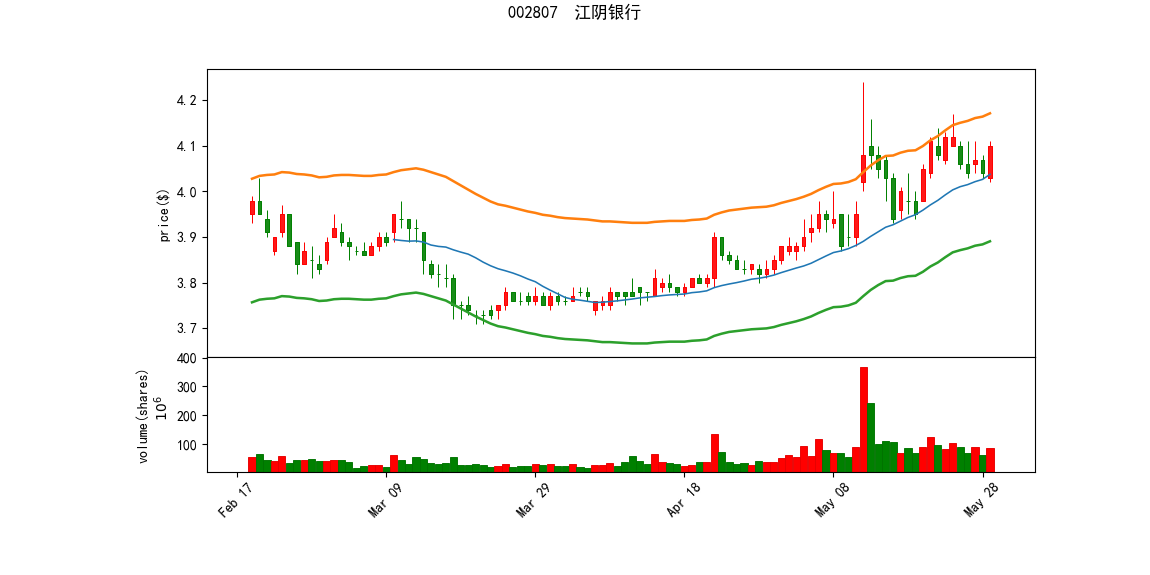 002807 江阴银行
price($)
4.2
4.1
4.0
3.9
3.8
3.7
volume(shares)
10^6
400
300
200
100
Feb 17
Mar 09
Mar 29
Apr 18
May 08
May 28